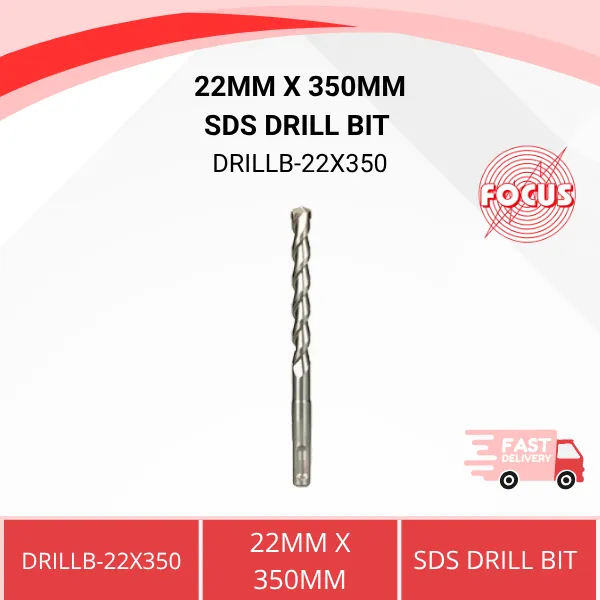 22MM X 350MM
SDS DRILL BIT
DRILLB-22X350
FOCUS
FAST
DELIVERY
DRILLB-22X350
22MM X
350MM
SDS DRILL BIT